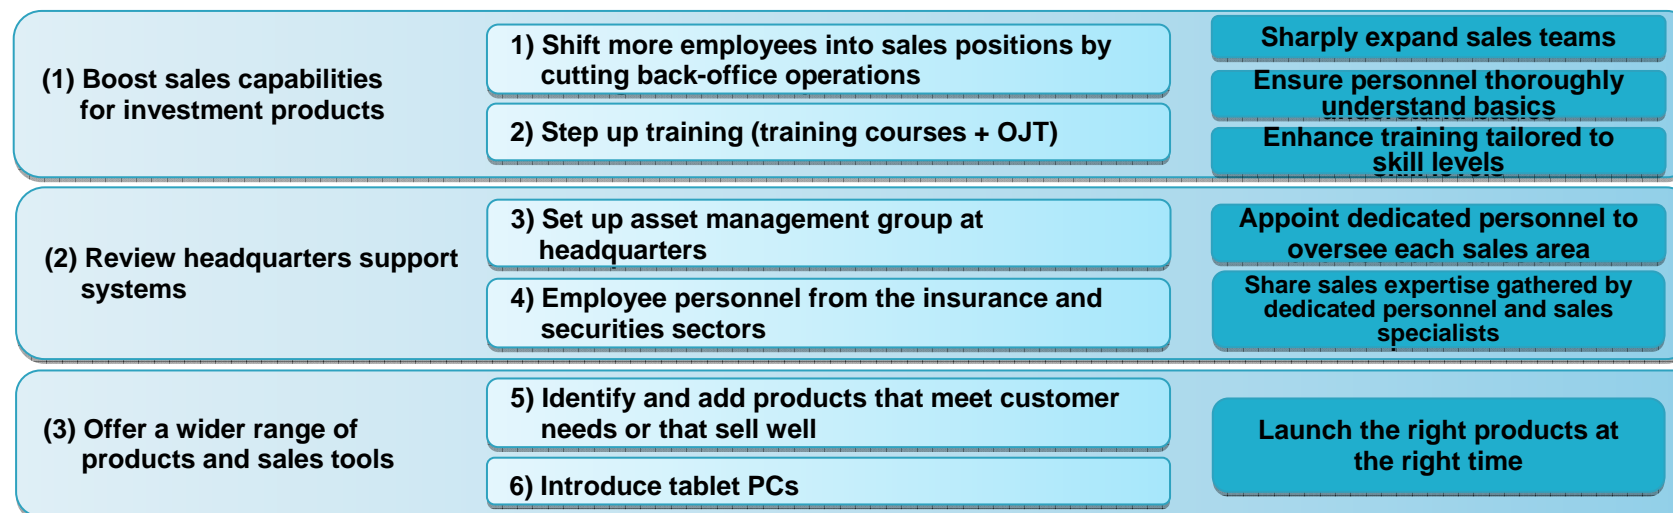 (1) Boost sales capabilities
for investment products
1) Shift more employees into sales positions by
cutting back-office operations
2) Step up training (training courses + OJT)
Sharply expand sales teams
Ensure personnel thoroughly
understand basics
Enhance training tailored to
skill levels
(2) Review headquarters support
systems
3) Set up asset management group at
headquarters
4) Employee personnel from the insurance and
securities sectors
Appoint dedicated personnel to
oversee each sales area
Share sales expertise gathered by
dedicated personnel and sales
specialists
(3) Offer a wider range of
products and sales tools
5) Identify and add products that meet customer
needs or that sell well
6) Introduce tablet PCs
Launch the right products at
the right time